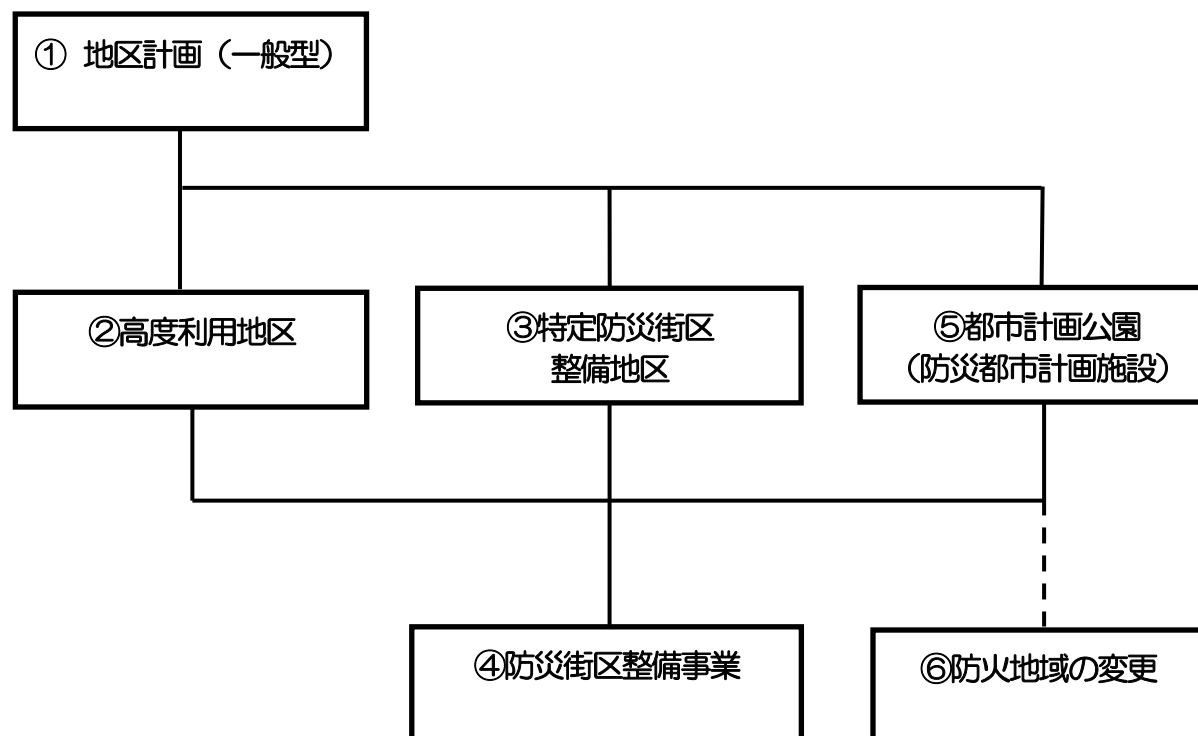 ① 地区計画（一般型）
②高度利用地区
③特定防災街区
整備地区
⑤都市計画公園
（防災都市計画施設）
④防災街区整備事業
⑥防火地域の変更